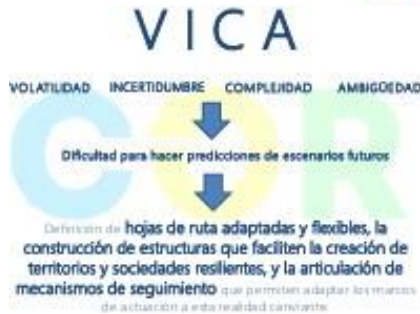 VICA
VOLATILIDAD INCERTIDUMBRE COMPLEJIDAD AMBIGÜEDAD
Dificultad para hacer predicciones de escenarios futuros
Definición de hojas de ruta adaptadas y flexibles, la
construcción de estructuras que faciliten la creación de
territorios y sociedades resilientes, y la articulación de
mecanismos de seguimiento que permiten adaptar los marcos
de actuación a esta realidad cambiante.